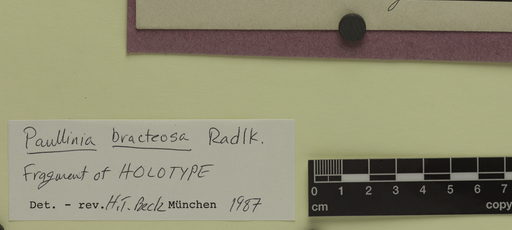 Paullinia bracteosa Radlk.
Fragment of HOLOTYPE
Det. - rev. H.T. Beck München 1987
0 1 2 3 4 5 6 7
cm copy